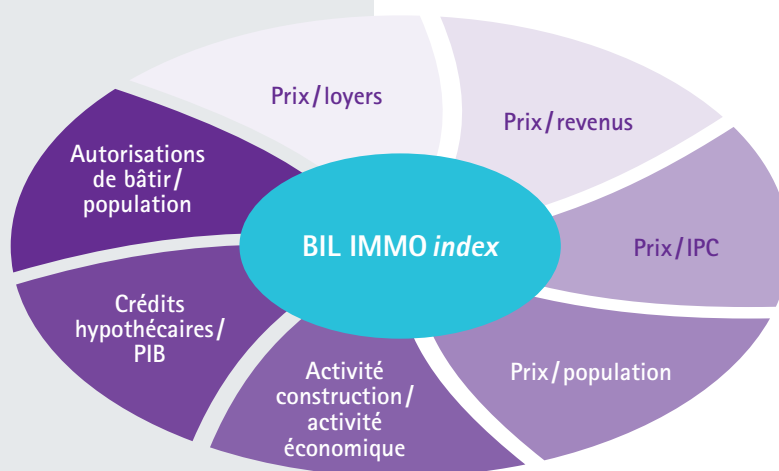 Prix/loyers
Prix/revenus
Autorisations
de bâtir/
population
BIL IMMO index
Prix/IPC
Crédits
hypothécaires/
PIB
Activité
construction/
activité
économique
Prix/population